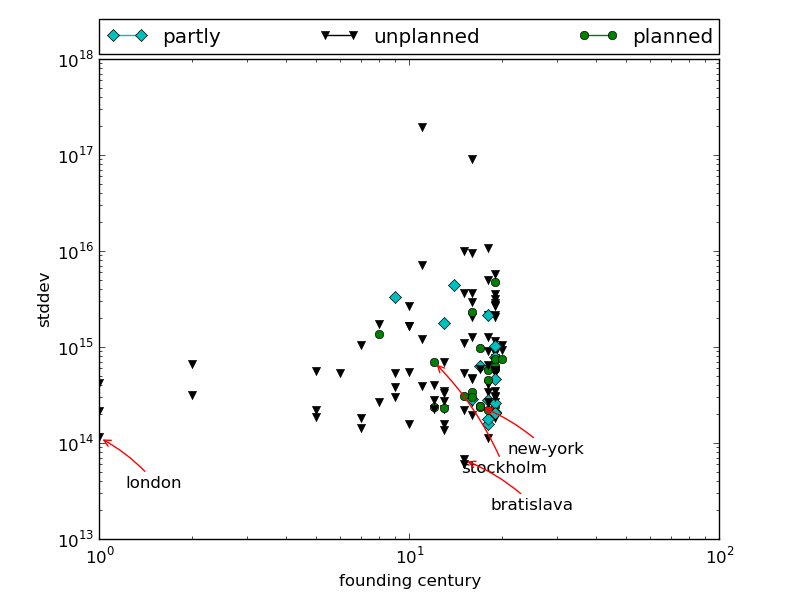 partly unplanned planned
10^18
10^17
10^16
10^15
10^14
10^13
stddev
new-york
stockholm
london
bratislava
10^0 10^1 10^2
founding century